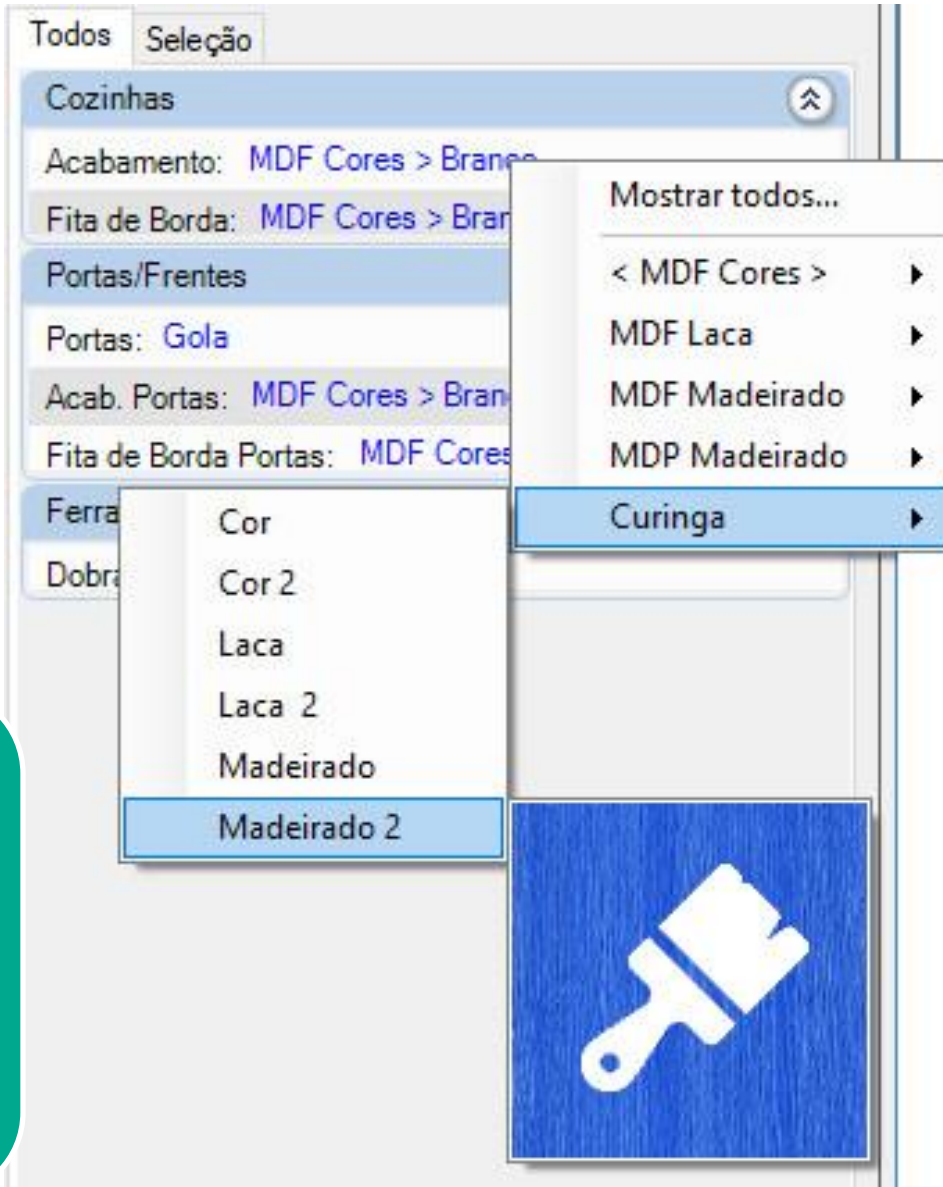 Todos Seleção
Cozinhas
Acabamento: MDF Cores > Branco
Fita de Borda: MDF Cores > Bran
Portas/Frentes
Portas: Gola
Acab. Portas: MDF Cores > Bran
Fita de Borda Portas: MDF Cores
Ferra
Dobra
Mostrar todos...
< MDF Cores >
MDF Laca
MDF Madeirado
MDP Madeirado
Curinga
Cor
Cor 2
Laca
Laca 2
Madeirado
Madeirado 2